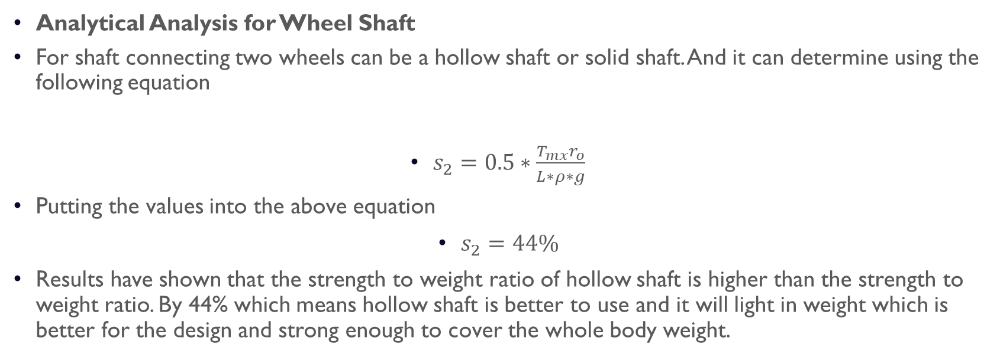 • Analytical Analysis for Wheel Shaft
• For shaft connecting two wheels can be a hollow shaft or solid shaft. And it can determine using the
following equation
• s₂ = 0.5 * \frac{T_{mx}r_o}{L*ρ*g}
• Putting the values into the above equation
• s₂ = 44%
• Results have shown that the strength to weight ratio of hollow shaft is higher than the strength to
weight ratio. By 44% which means hollow shaft is better to use and it will light in weight which is
better for the design and strong enough to cover the whole body weight.